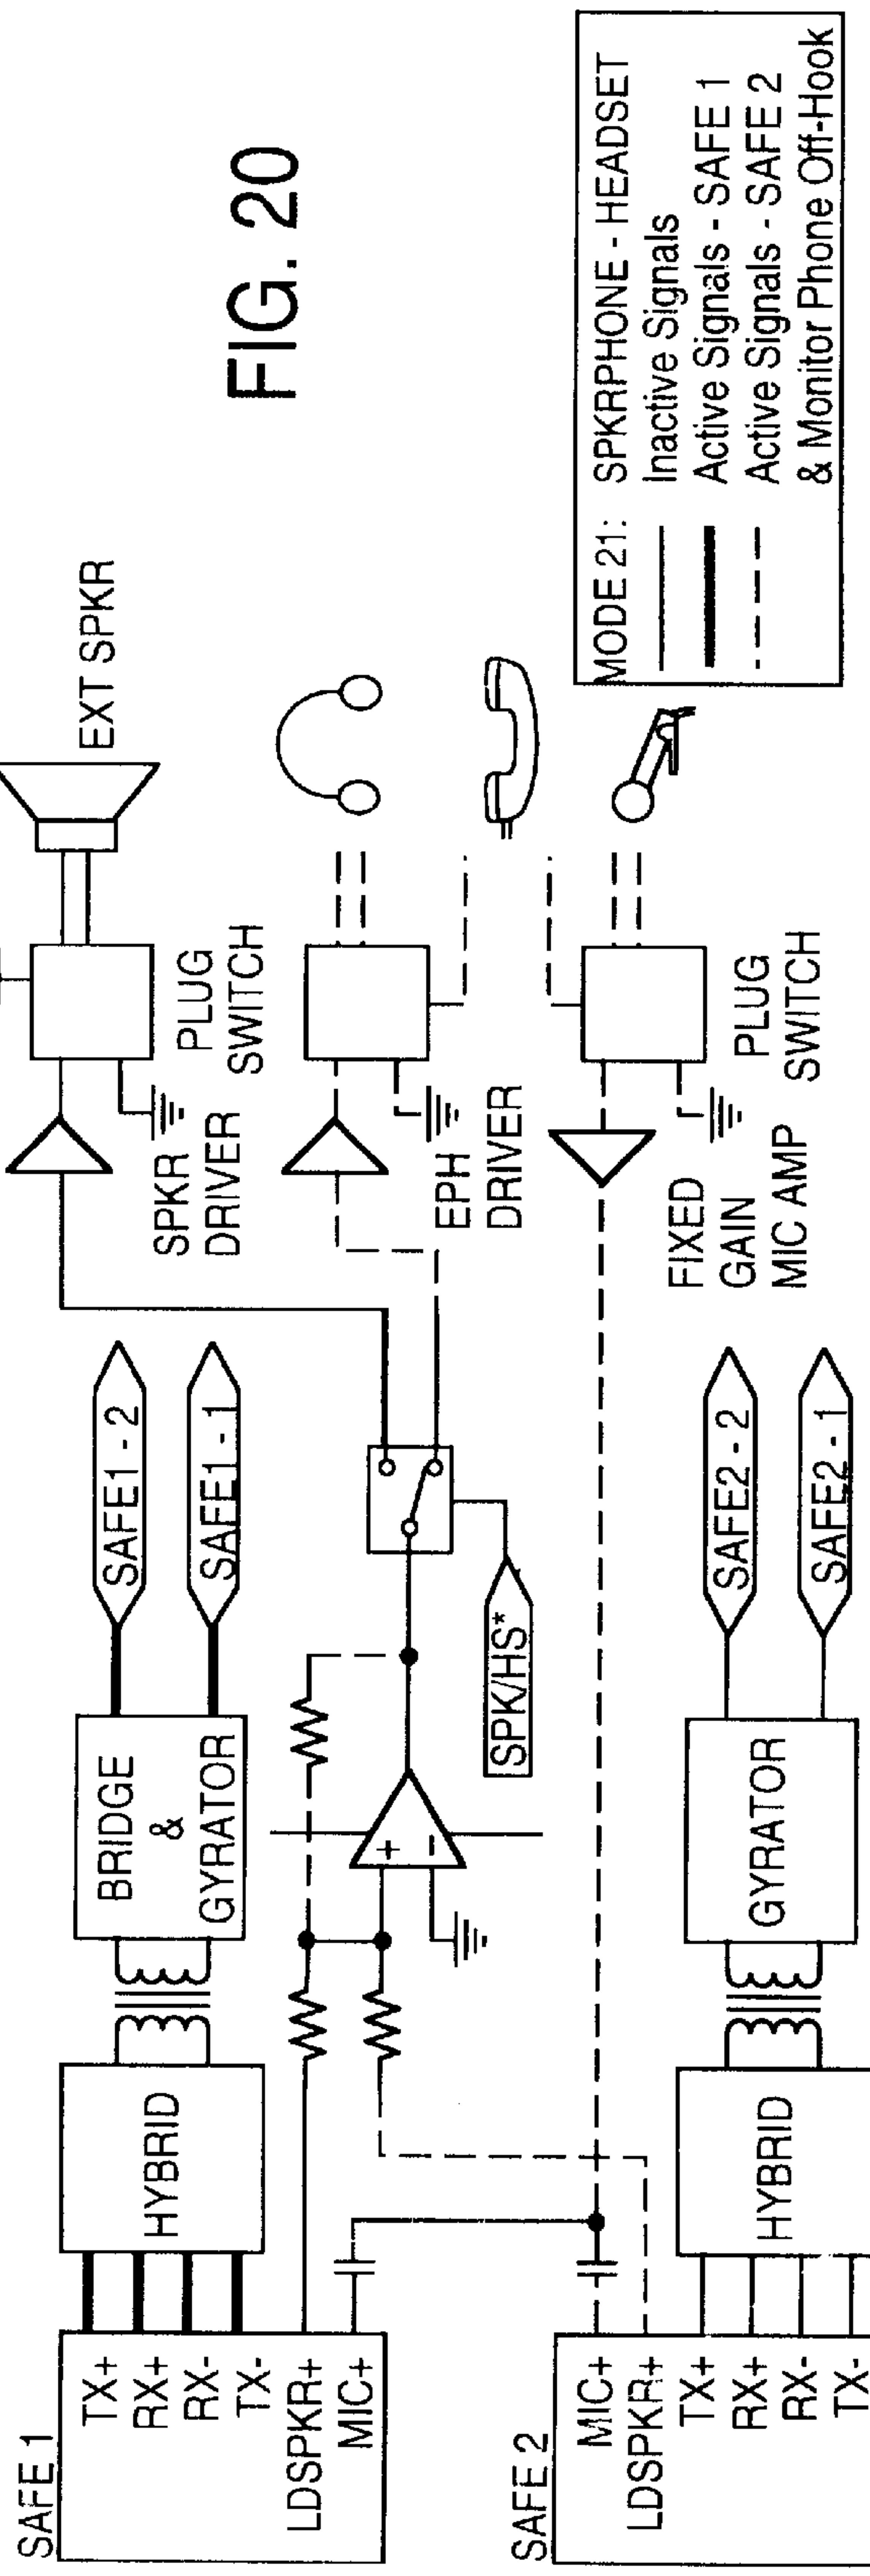 FIG. 20
SAFE 1
TX+
RX+
RX-
TX-
LDSPKR+
MIC+
HYBRID
BRIDGE
&
GYRATOR
SAFE1 - 2
SAFE1 - 1
SPKR
DRIVER
PLUG
SWITCH
EXT SPKR
+
−
SPK/HS*
EPH
DRIVER
SAFE 2
MIC+
LDSPKR+
TX+
RX+
RX-
TX-
HYBRID
GYRATOR
SAFE2 - 2
SAFE2 - 1
FIXED
GAIN
MIC AMP
PLUG
SWITCH
MODE 21: SPKRPHONE - HEADSET
Inactive Signals
Active Signals - SAFE 1
Active Signals - SAFE 2
& Monitor Phone Off-Hook